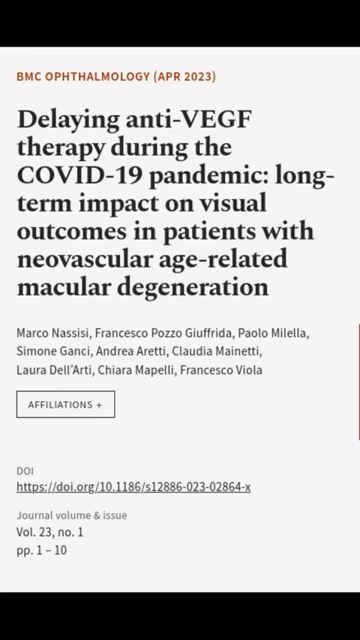 BMC OPHTHALMOLOGY (APR 2023)
Delaying anti-VEGF
therapy during the
COVID-19 pandemic: long-
term impact on visual
outcomes in patients with
neovascular age-related
macular degeneration
Marco Nassisi, Francesco Pozzo Giuffrida, Paolo Milella,
Simone Ganci, Andrea Aretti, Claudia Mainetti,
Laura Dell'Arti, Chiara Mapelli, Francesco Viola
AFFILIATIONS +
DOI
https://doi.org/10.1186/s12886-023-02864-x
Journal volume & issue
Vol. 23, no. 1
pp. 1 – 10